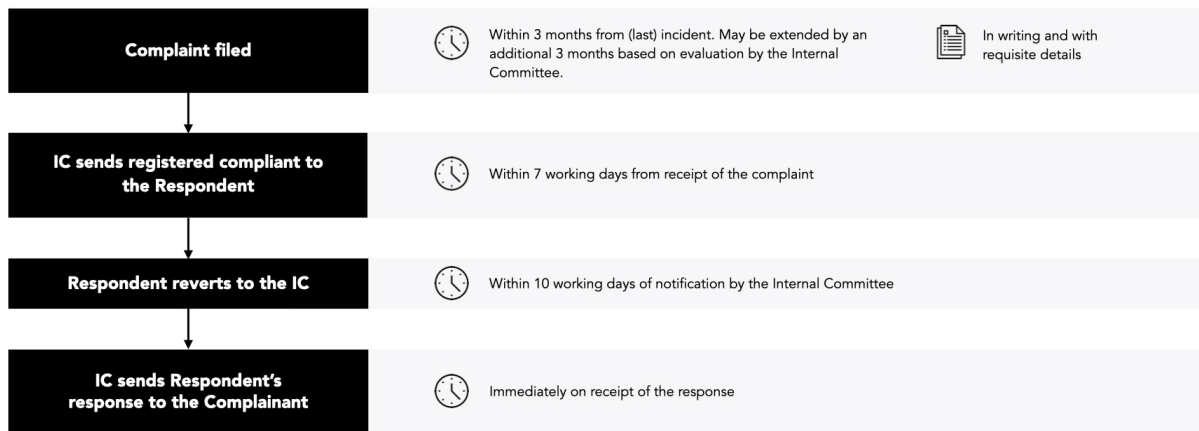 Complaint filed
Within 3 months from (last) incident. May be extended by an
additional 3 months based on evaluation by the Internal
Committee.
In writing and with
requisite details
IC sends registered compliant to
the Respondent
Within 7 working days from receipt of the complaint
Respondent reverts to the IC
Within 10 working days of notification by the Internal Committee
IC sends Respondent's
response to the Complainant
Immediately on receipt of the response